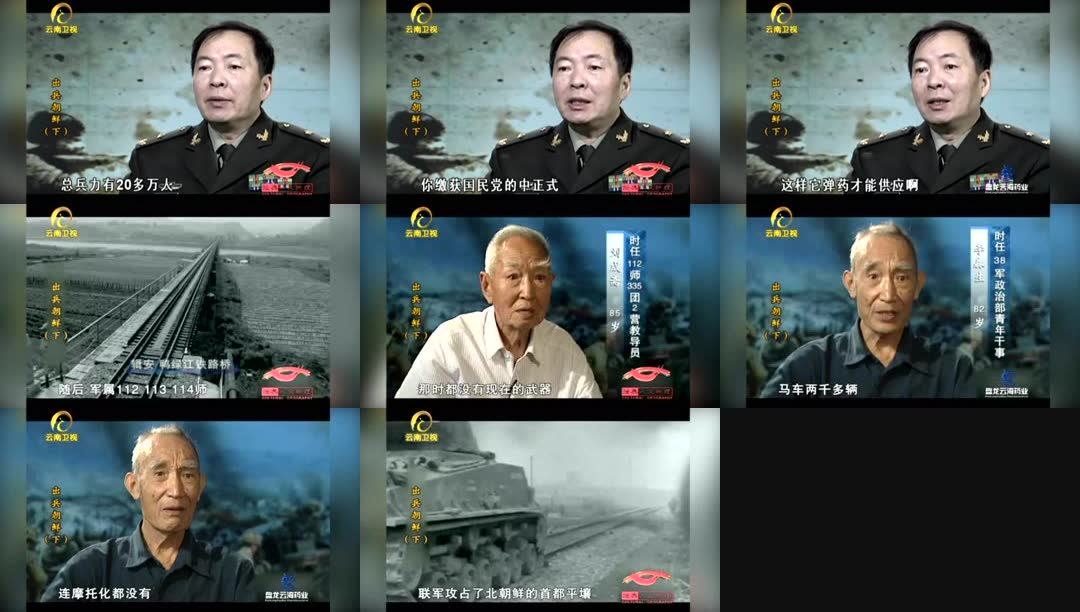 云南卫视
出兵朝鲜(下)
总兵力有20多万人
云南卫视
出兵朝鲜(下)
你缴获国民党的中正式
云南卫视
出兵朝鲜(下)
这样它弹药才能供应啊
盘龙云海药业
云南卫视
出兵朝鲜(下)
辑安 鸭绿江铁路桥
随后 军属112 113 114师
云南卫视
出兵朝鲜(下)
时任112师335团2营教导员
85岁
那时都没有现在的武器
云南卫视
出兵朝鲜(下)
时任38军政治部青年干事
82岁
马车两千多辆
盘龙云海药业
云南卫视
出兵朝鲜(下)
连摩托化都没有
盘龙云海药业
云南卫视
出兵朝鲜(下)
联军攻占了北朝鲜的首都平壤